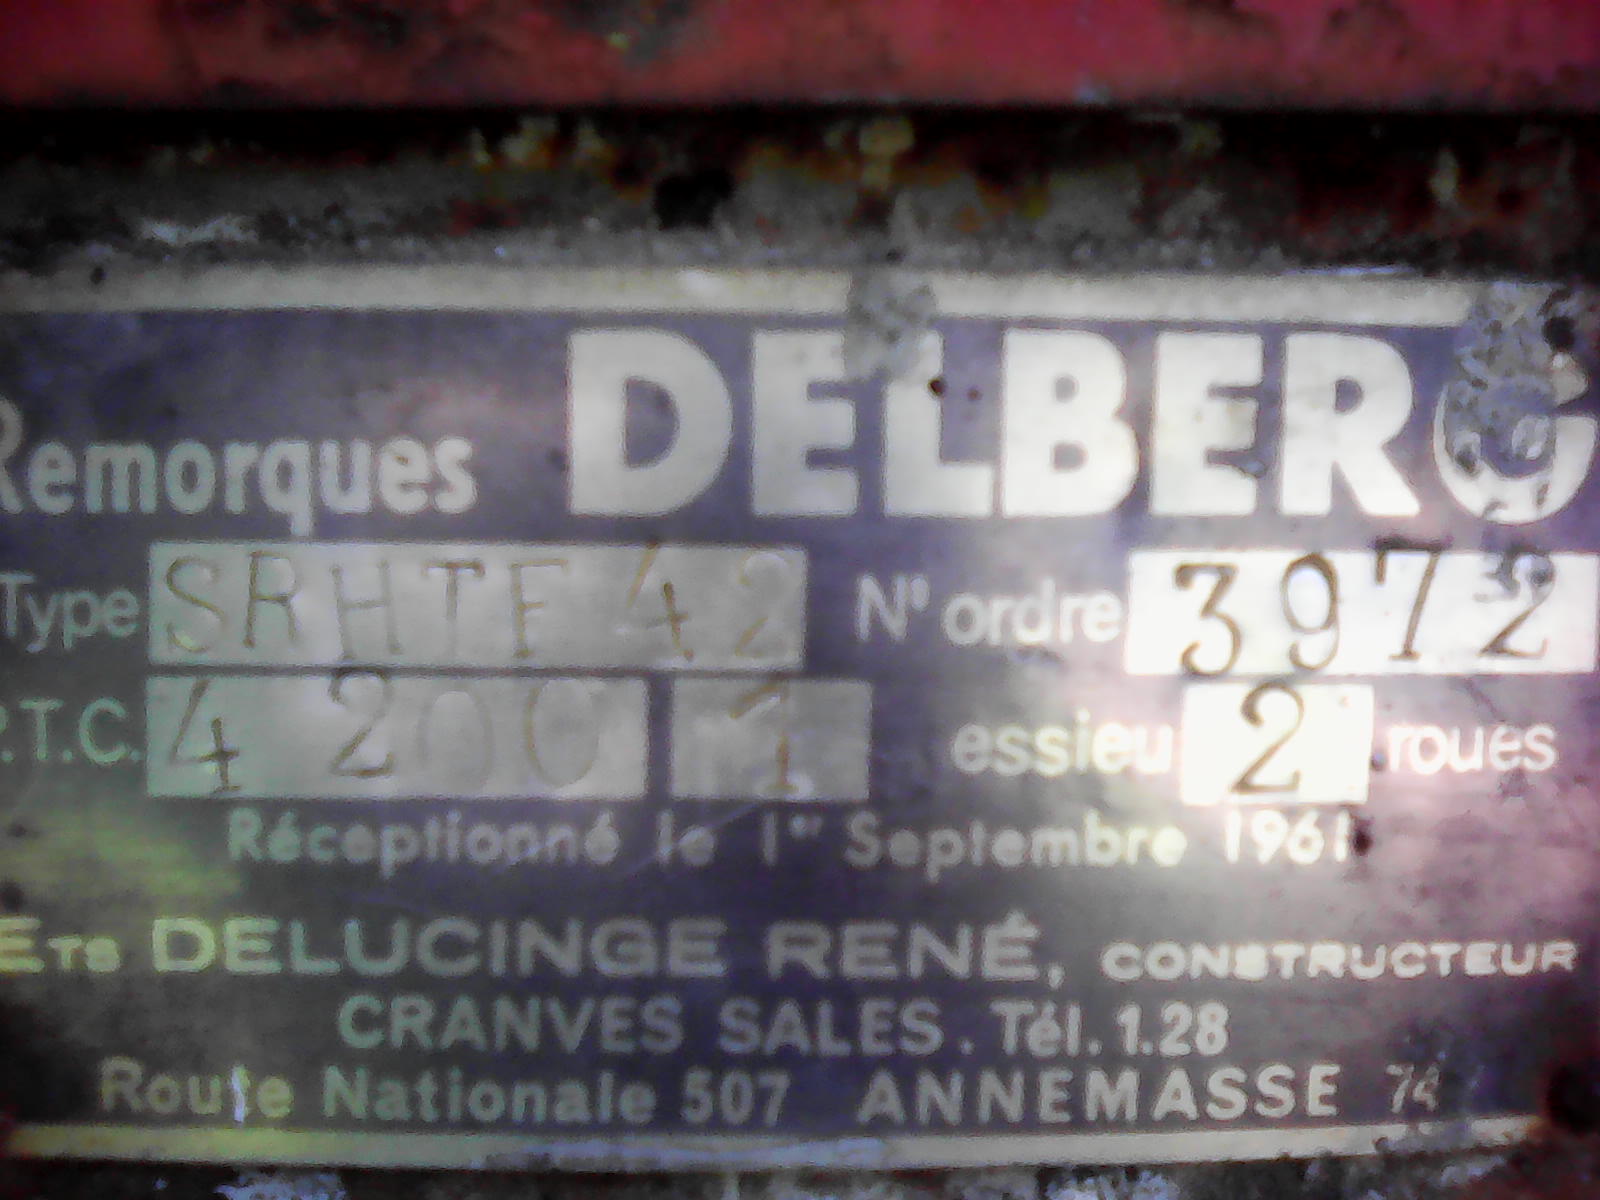 Remorques DELBERG
Type SRHTF 42 N° ordre 3972
P.T.C. 4 200 1 essieu 2 roues
Réceptionné le 1er Septembre 1961
Ets DELUCINGE RENÉ, CONSTRUCTEUR
CRANVES SALES. Tél. 1.28
Route Nationale 507 ANNEMASSE 74